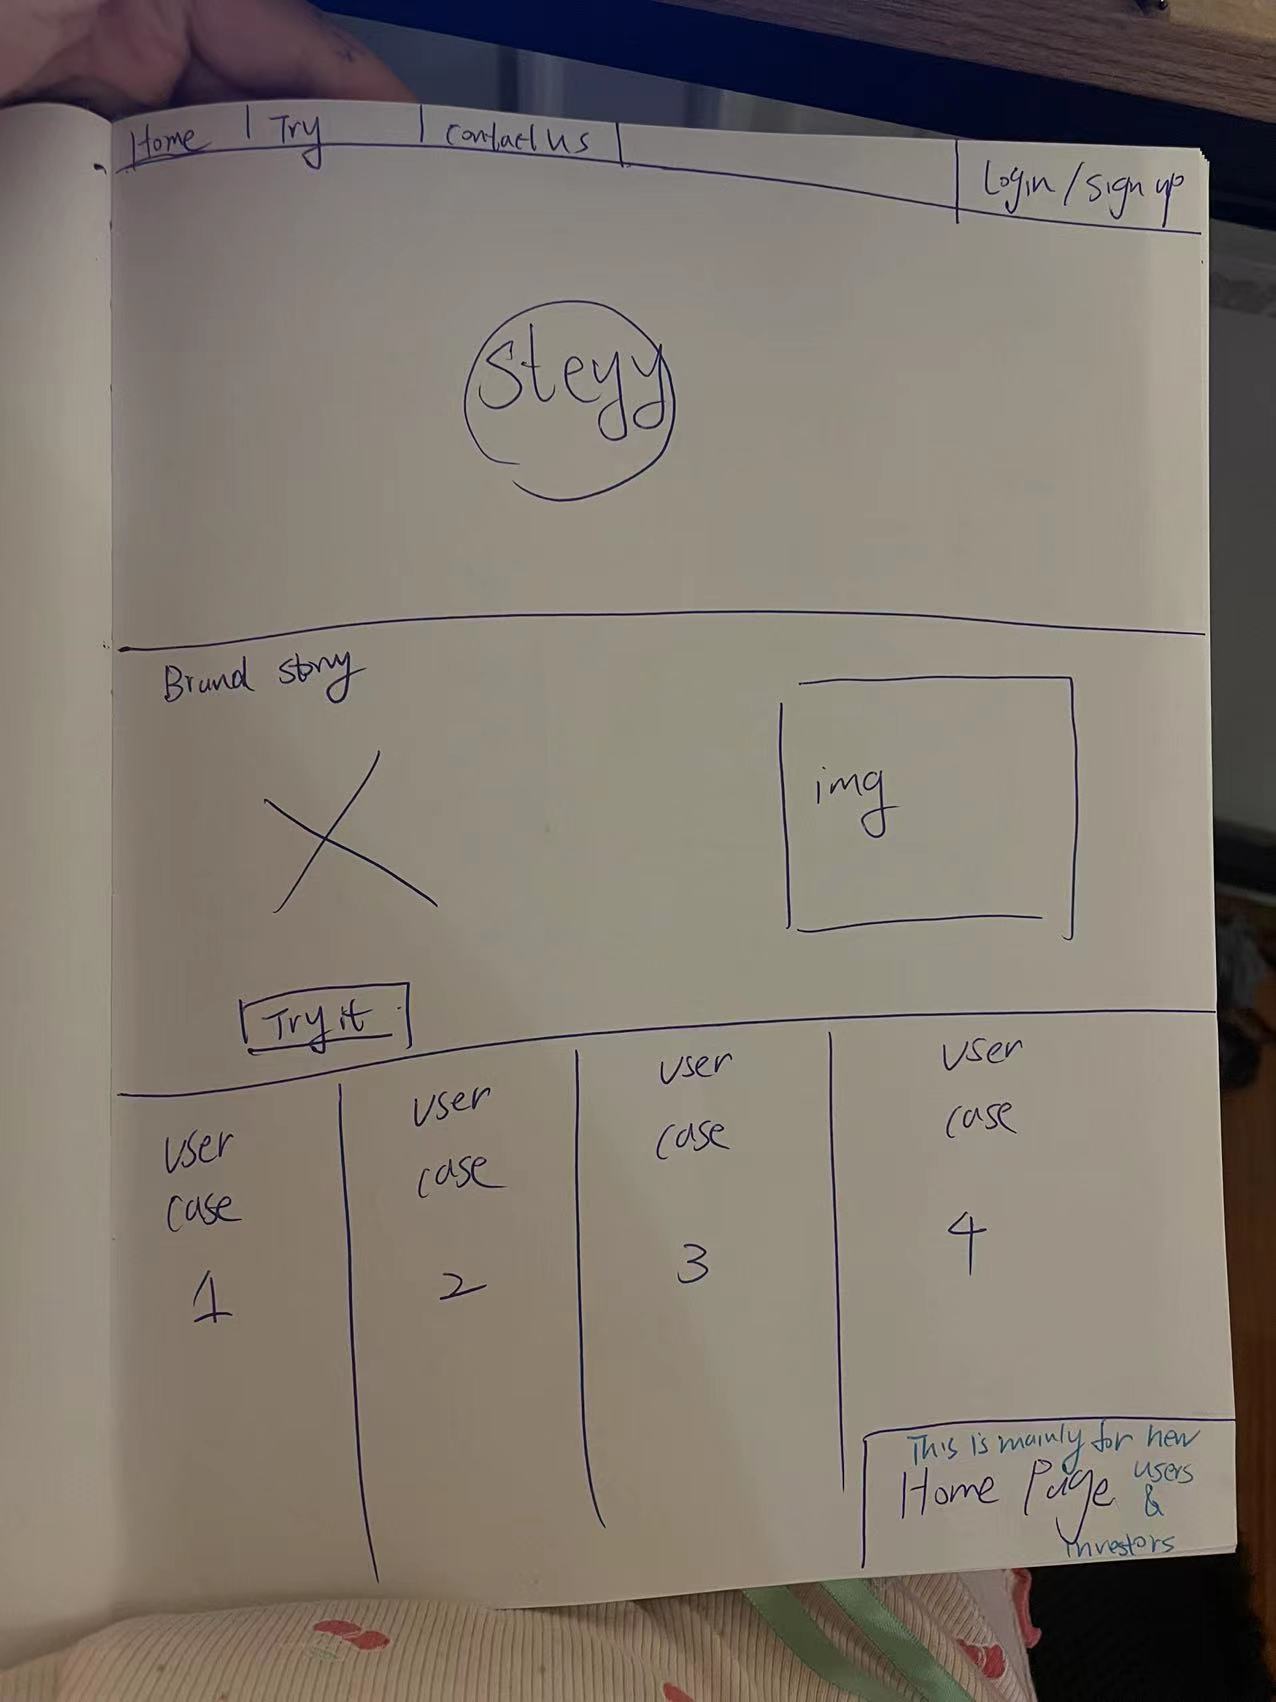 Home | Try | Contact Us | Login / Sign up
Steyy
Brand story
img
Try it
User
case
1
User
case
2
User
case
3
User
case
4
This is mainly for new
users
&
investors
Home Page